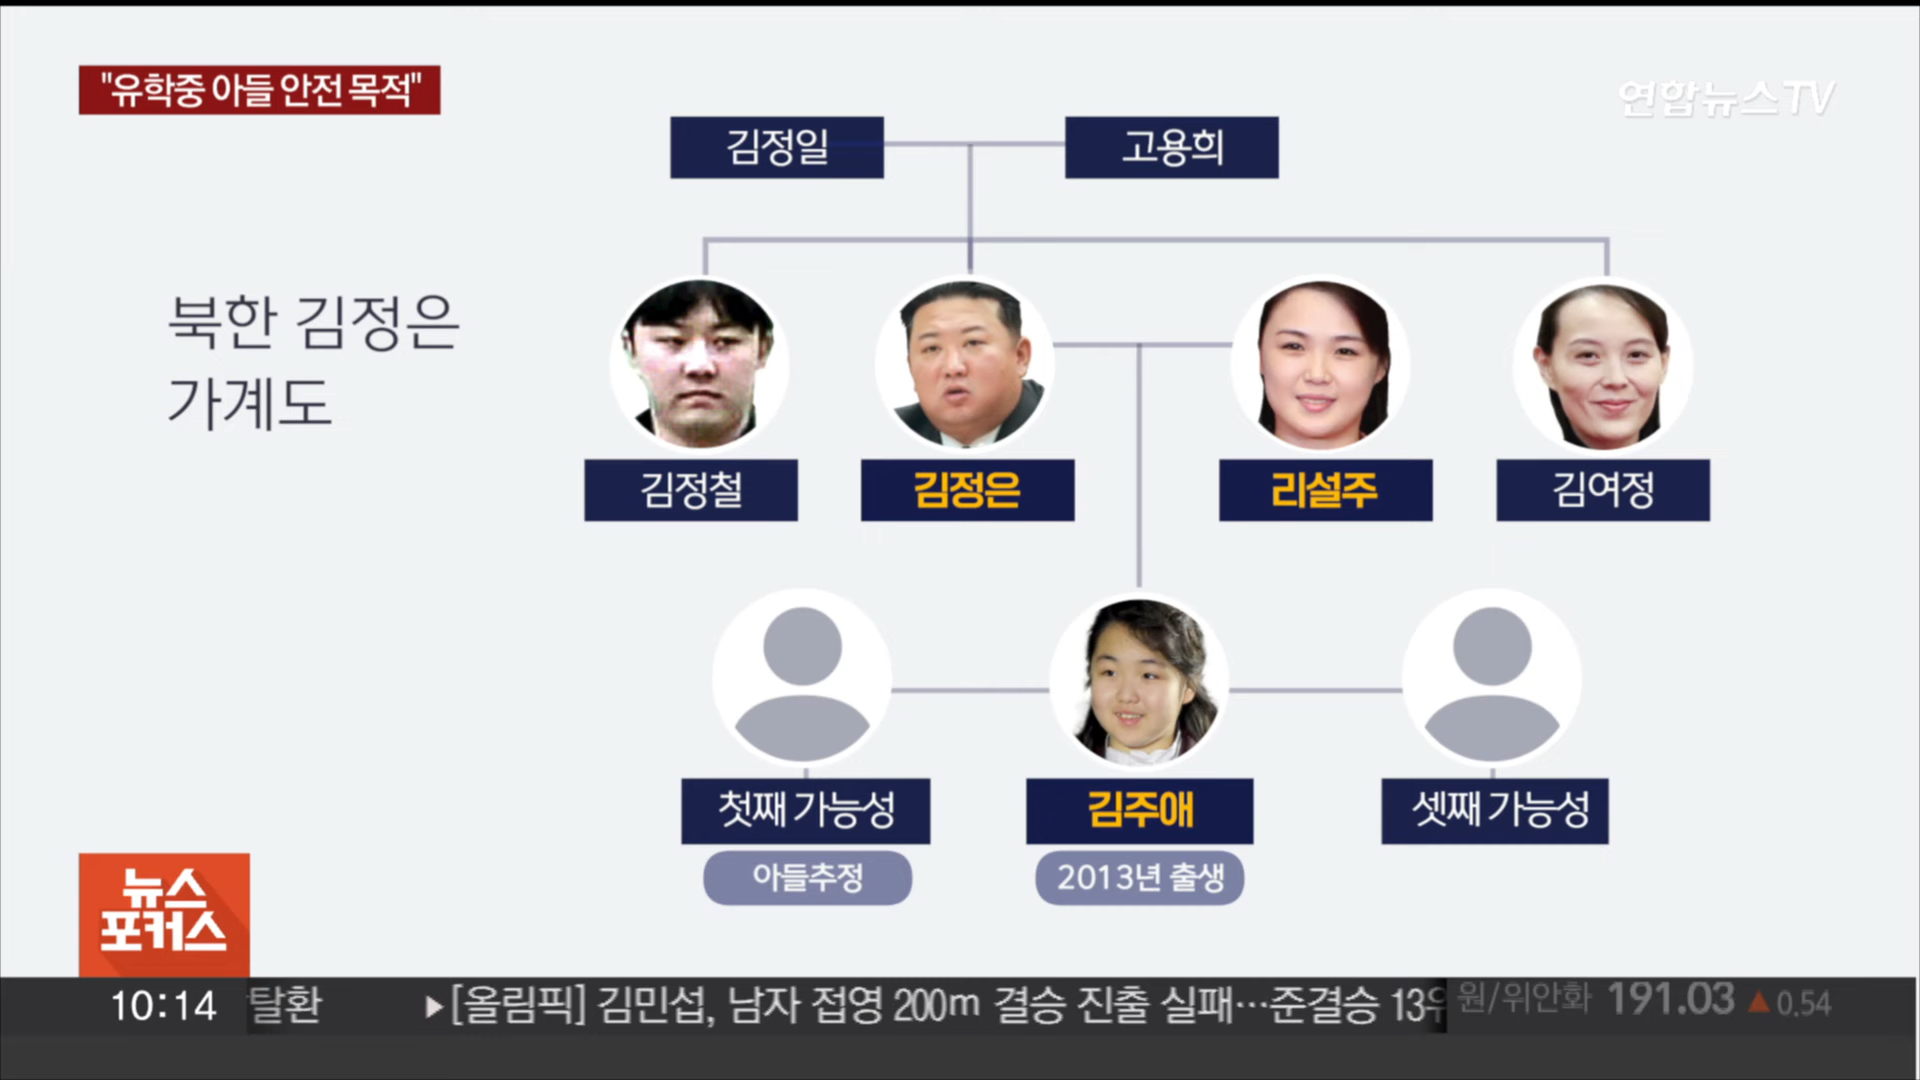 "유학중 아들 안전 목적"
연합뉴스TV
김정일
고용희
북한 김정은
가계도
김정철
김정은
리설주
김여정
첫째 가능성
김주애
셋째 가능성
아들추정
2013년 출생
뉴스
포커스
10:14
탈환 ▶[올림픽] 김민섭, 남자 접영 200m 결승 진출 실패…준결승 13위
원/위안화 191.03 ▲0.54